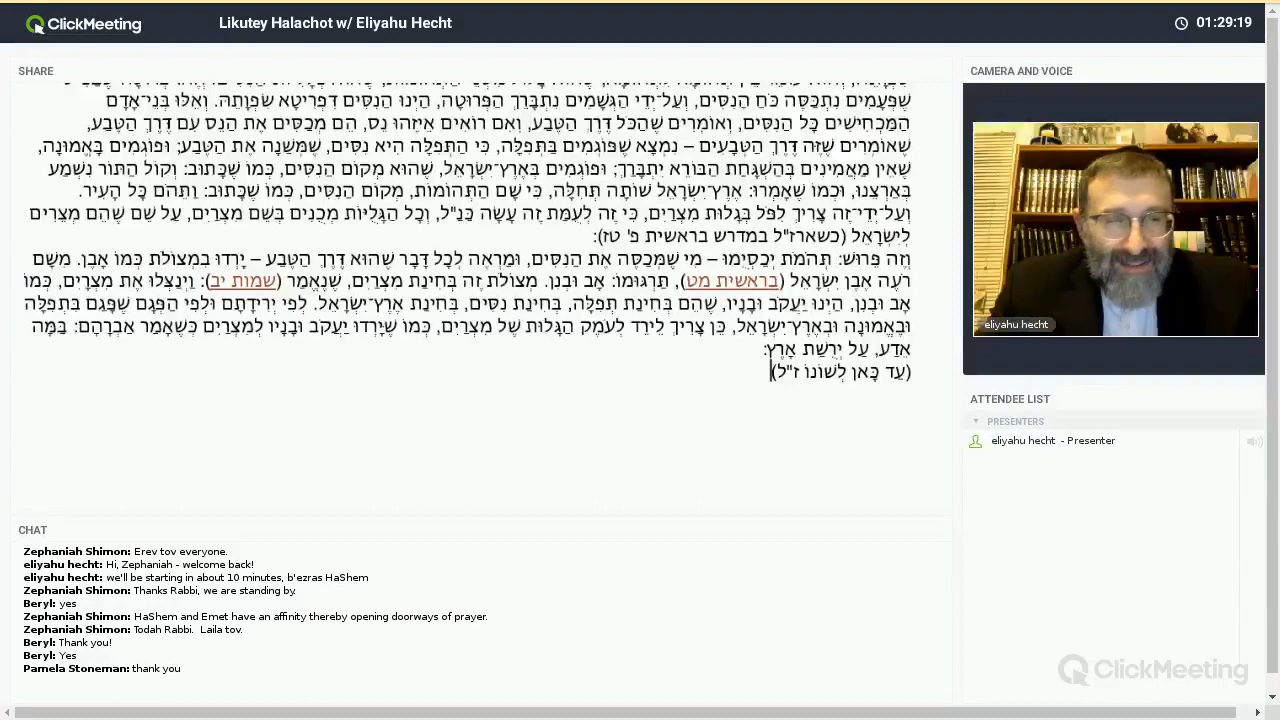 ClickMeeting
Likutey Halachot w/ Eliyahu Hecht
01:29:19
SHARE
שֶׁפְּעָמִים נִתְכַּסֶּה כֹּחַ הַנִּסִּים, וְעַל-יְדֵי הַגְּשָׁמִים נִתְבָּרֵךְ הַפְּרוּטָה, הַיְנוּ הַנִּסִּים דִּפְרִיטָא שִׂפְוָתַהּ. וְאִלּוּ בְּנֵי-אָדָם
הַמַּכְחִישִׁים כָּל הַנִּסִּים, וְאוֹמְרִים שֶׁהַכֹּל דֶּרֶךְ הַטֶּבַע, וְאִם רוֹאִים אֵיזֶהוּ נֵס, הֵם מְכַסִּים אֶת הַנֵּס עִם דֶּרֶךְ הַטֶּבַע,
שֶׁאוֹמְרִים שֶׁזֶּה דֶּרֶךְ הַטְּבָעִים – נִמְצָא שֶׁפּוֹגְמִים בַּתְּפִלָּה, כִּי הַתְּפִלָּה הִיא נִסִּים, שֶׁמְּשַׁנָּה אֶת הַטֶּבַע; וּפוֹגְמִים בָּאֱמוּנָה,
שֶׁאֵין מַאֲמִינִים בְּהַשְׁגָּחַת הַבּוֹרֵא יִתְבָּרַךְ; וּפוֹגְמִים בְּאֶרֶץ-יִשְׂרָאֵל, שֶׁהוּא מְקוֹם הַנִּסִּים, כְּמוֹ שֶׁכָּתוּב: וְקוֹל הַתּוֹר נִשְׁמַע
בְּאַרְצֵנוּ, וּכְמוֹ שֶׁאָמְרוּ: אֶרֶץ יִשְׂרָאֵל שׁוֹתָה תְּחִלָּה, כִּי שָׁם הַתְּהוֹמוֹת, מְקוֹם הַנִּסִּים, כְּמוֹ שֶׁכָּתוּב: וַתֵּהֹם כָּל הָעִיר.
וְעַל-יְדֵי-זֶה צָרִיךְ לִפֹּל בְּגָלוּת מִצְרַיִם, כִּי זֶה לְעֻמַּת זֶה עָשָׂה כַּנַּ"ל, וְכָל הַגָּלֻיּוֹת מְכֻנִּים בְּשֵׁם מִצְרַיִם, עַל שֵׁם שֶׁהֵם מְצֵרִים
לְיִשְׂרָאֵל (כשארז"ל במדרש בראשית פ' טז):
וְזֶה פֵּרוּשׁ: תְּהֹמֹת יְכַסְיֻמוּ – מִי שֶׁמְּכַסֶּה אֶת הַנִּסִּים, וּמַרְאֶה לְכָל דָּבָר שֶׁהוּא דֶּרֶךְ הַטֶּבַע – יָרְדוּ בִמְצוֹלֹת כְּמוֹ אָבֶן. מִשָּׁם
רֹעֶה אֶבֶן יִשְׂרָאֵל (בראשית מט), תַּרְגּוּמוֹ: אָב וּבְנִן. מְצוֹלֹת זֶה בְּחִינַת מִצְרַיִם, שֶׁנֶּאֱמַר (שמות יב): וַיְנַצְּלוּ אֶת מִצְרָיִם, כְּמוֹ
אָב וּבְנִן, הַיְנוּ יַעֲקֹב וּבָנָיו, שֶׁהֵם בְּחִינַת תְּפִלָּה, בְּחִינַת נִסִּים, בְּחִינַת אֶרֶץ-יִשְׂרָאֵל. לְפִי יְרִידָתָם וּלְפִי הַפְּגָם שֶׁפָּגַם בַּתְּפִלָּה
וּבֶאֱמוּנָה וּבְאֶרֶץ-יִשְׂרָאֵל, כֵּן צָרִיךְ לֵירֵד לְעֹמֶק הַגָּלוּת שֶׁל מִצְרַיִם, כְּמוֹ שֶׁיָּרְדוּ יַעֲקֹב וּבָנָיו לְמִצְרַיִם כְּשֶׁאָמַר אַבְרָהָם: בַּמָּה
אֵדַע, עַל יְרֻשַּׁת אָרֶץ:
(עַד כָּאן לְשׁוֹנוֹ ז"ל)
CAMERA AND VOICE
eliyahu hecht
ATTENDEE LIST
PRESENTERS
eliyahu hecht - Presenter
CHAT
Zephaniah Shimon: Erev tov everyone.
eliyahu hecht: Hi, Zephaniah - welcome back!
eliyahu hecht: we'll be starting in about 10 minutes, b'ezras HaShem
Zephaniah Shimon: Thanks Rabbi, we are standing by.
Beryl: yes
Zephaniah Shimon: HaShem and Emet have an affinity thereby opening doorways of prayer.
Zephaniah Shimon: Todah Rabbi.  Laila tov.
Beryl: Thank you!
Beryl: Yes
Pamela Stoneman: thank you
ClickMeeting